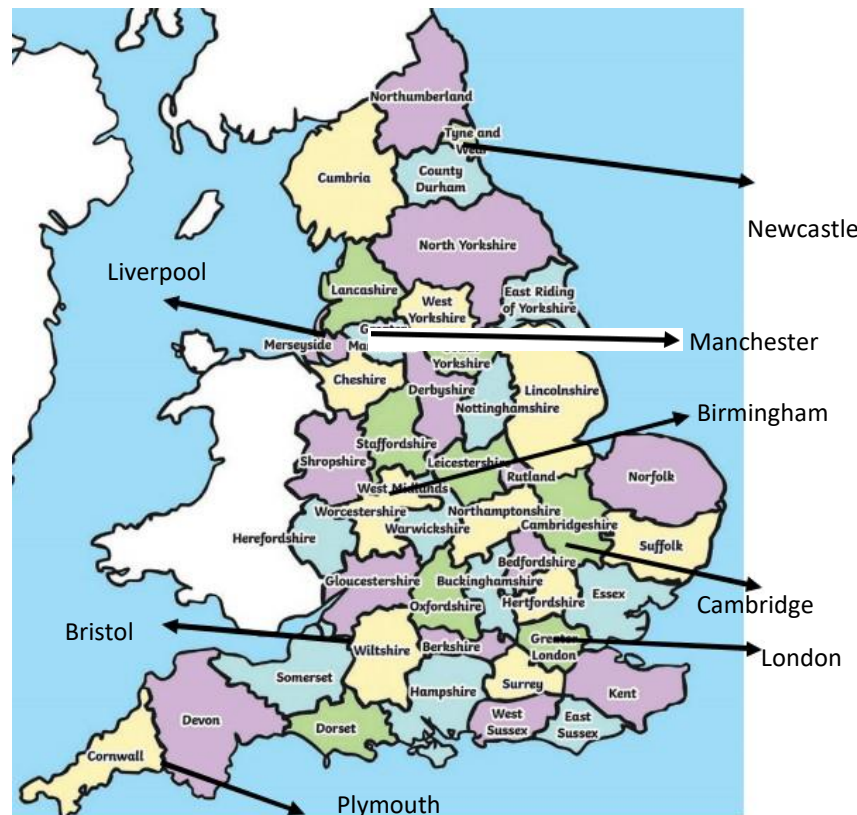 Northumberland
Tyne and
Wear
Cumbria
County
Durham
Newcastle
North Yorkshire
Liverpool
Lancashire
West
Yorkshire
East Riding
of Yorkshire
Merseyside
Manchester
Yorkshire
Cheshire
Derbyshire
Lincolnshire
Nottinghamshire
Birmingham
Staffordshire
Shropshire
Leicestershire
Rutland
Norfolk
West Midlands
Worcestershire
Northamptonshire
Cambridgeshire
Herefordshire
Warwickshire
Suffolk
Bedfordshire
Gloucestershire
Buckinghamshire
Essex
Oxfordshire
Hertfordshire
Cambridge
Bristol
Wiltshire
Berkshire
Greater
London
London
Somerset
Hampshire
Surrey
Kent
Devon
Dorset
West
Sussex
East
Sussex
Cornwall
Plymouth